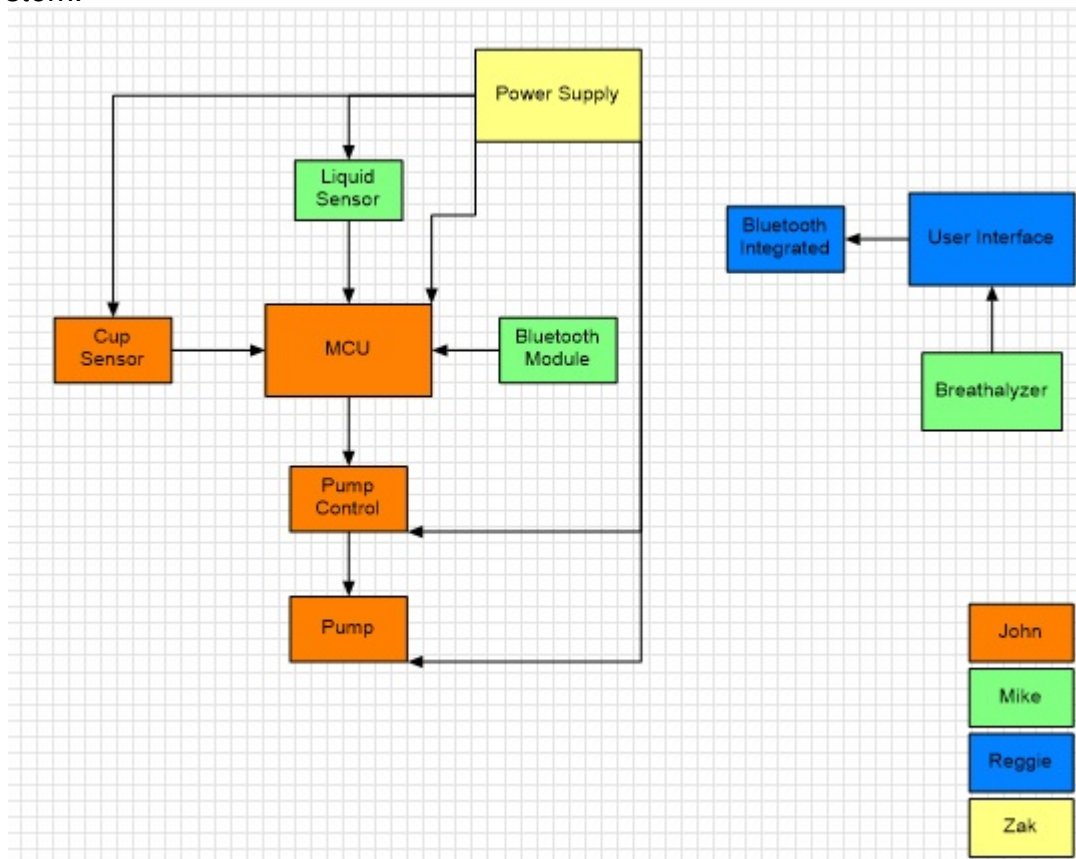 Power Supply
Liquid
Sensor
Bluetooth
Integrated
User Interface
Cup
Sensor
MCU
Bluetooth
Module
Breathalyzer
Pump
Control
Pump
John
Mike
Reggie
Zak